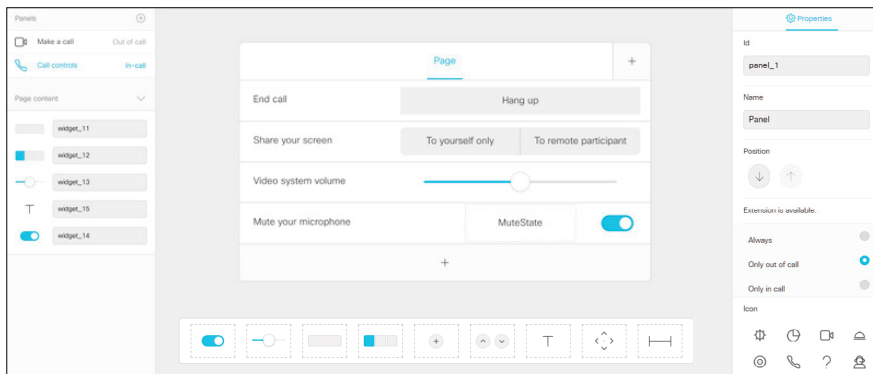 Panels
Make a call
Out of call
Call controls
In-call
Page content
widget_11
widget_12
widget_13
T
widget_15
widget_14
Page
+
End call
Hang up
Share your screen
To yourself only
To remote participant
Video system volume
Mute your microphone
MuteState
+
+
T
Properties
Id
panel_1
Name
Panel
Position
Extension is available:
Always
Only out of call
Only in call
Icon
?